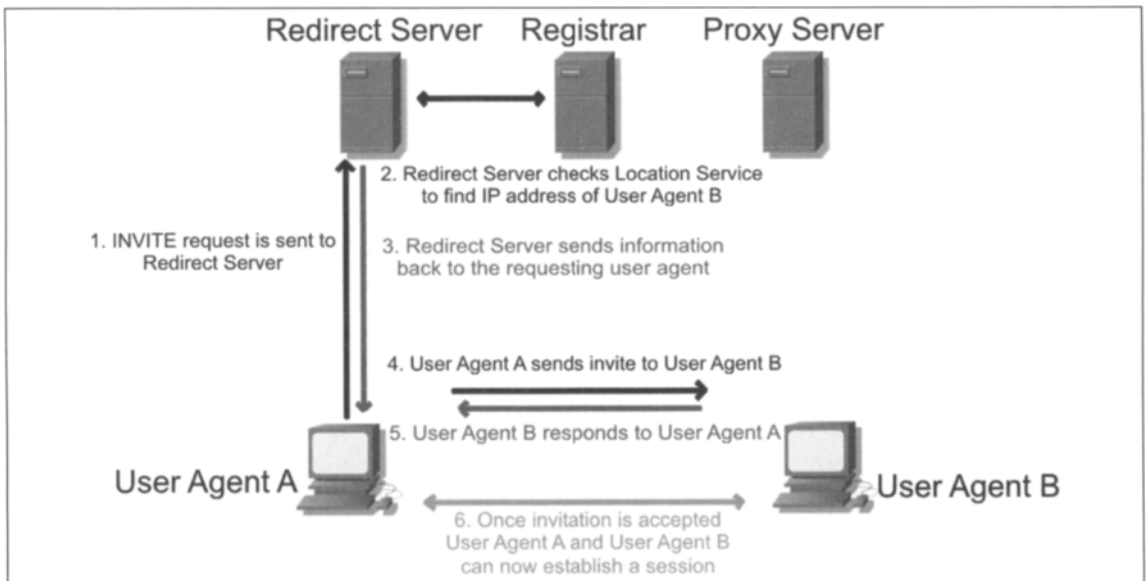 Redirect Server
Registrar
Proxy Server
2. Redirect Server checks Location Service
to find IP address of User Agent B
1. INVITE request is sent to
Redirect Server
3. Redirect Server sends information
back to the requesting user agent
4. User Agent A sends invite to User Agent B
5. User Agent B responds to User Agent A
User Agent A
User Agent B
6. Once invitation is accepted
User Agent A and User Agent B
can now establish a session